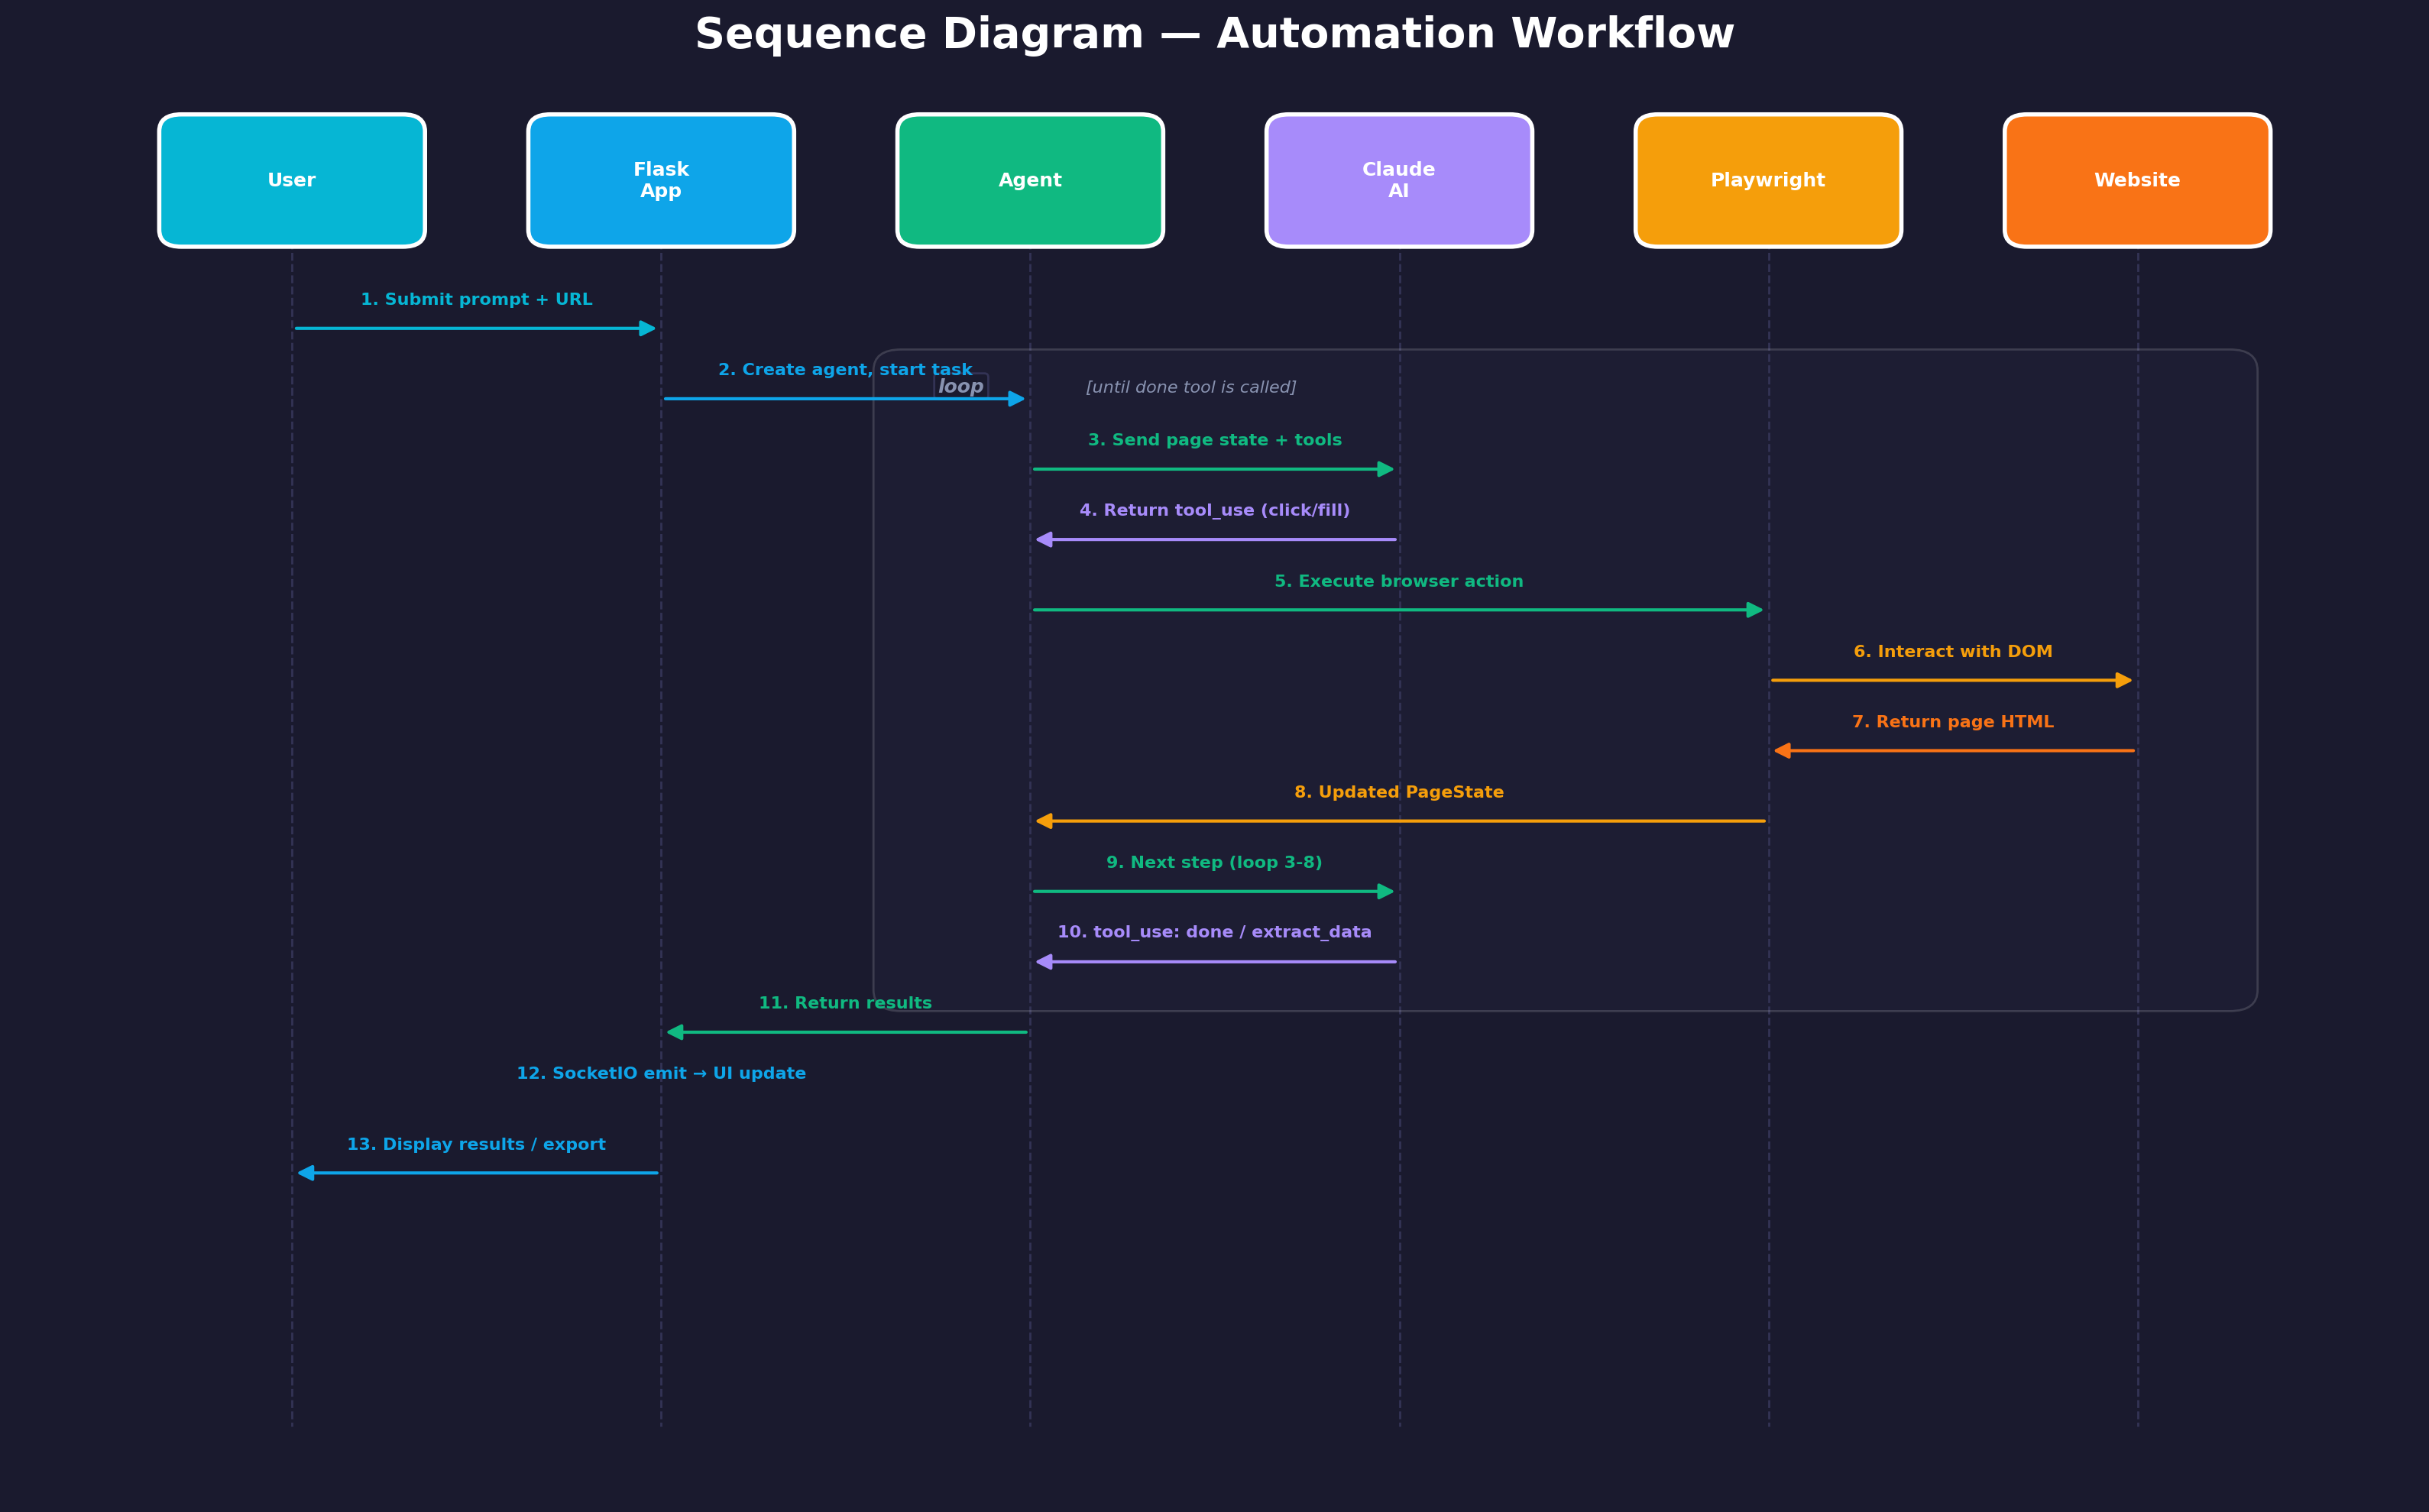 Sequence Diagram — Automation Workflow
User
Flask
App
Agent
Claude
AI
Playwright
Website
1. Submit prompt + URL
2. Create agent, start task
loop
[until done tool is called]
3. Send page state + tools
4. Return tool_use (click/fill)
5. Execute browser action
6. Interact with DOM
7. Return page HTML
8. Updated PageState
9. Next step (loop 3-8)
10. tool_use: done / extract_data
11. Return results
12. SocketIO emit → UI update
13. Display results / export